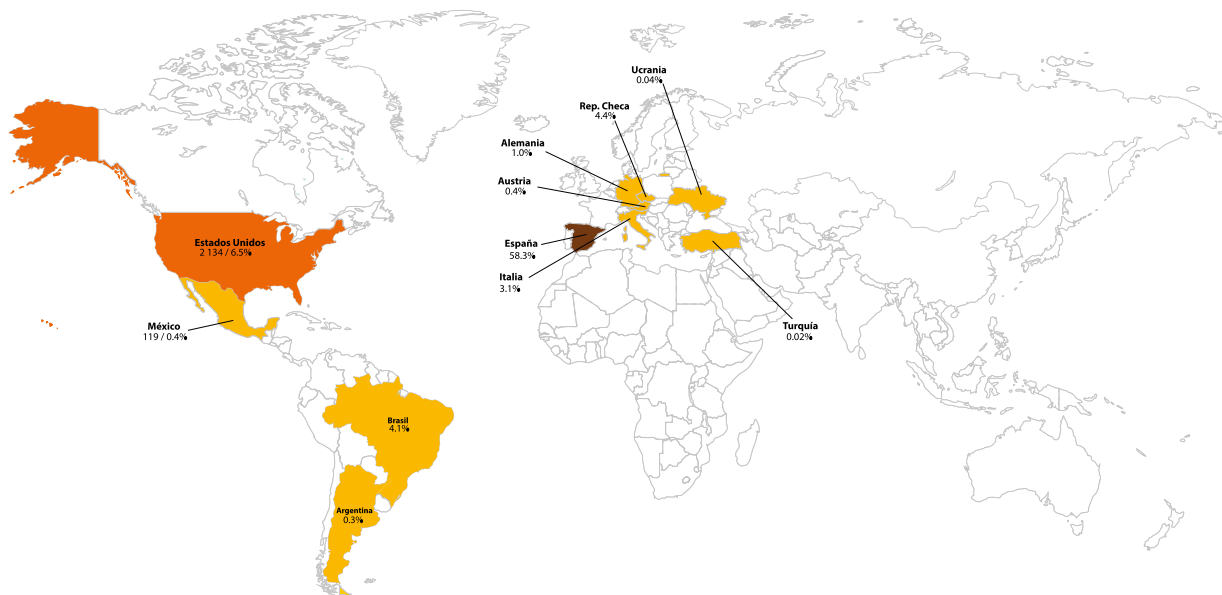 Ucrania
0.04%
Rep. Checa
4.4%
Alemania
1.0%
Austria
0.4%
España
58.3%
Italia
3.1%
Estados Unidos
2 134 / 6.5%
México
119 / 0.4%
Turquía
0.02%
Brasil
4.1%
Argentina
0.3%